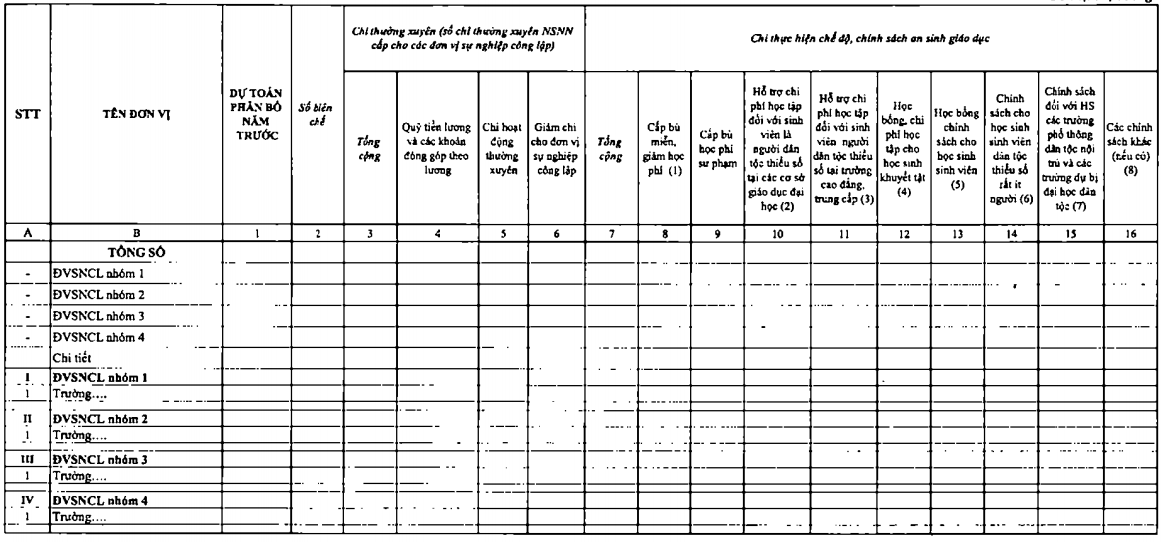 Chi thường xuyên (số chi thường xuyên NSNN
cấp cho các đơn vị sự nghiệp công lập)
Chi thực hiện chế độ, chính sách an sinh giáo dục
STT
TÊN ĐƠN VỊ
DỰ TOÁN
PHÂN BỔ
NĂM
TRƯỚC
Số biên
chế
Tổng
cộng
Quỹ tiền lương
và các khoản
đóng góp theo
lương
Chi hoạt
động
thường
xuyên
Giảm chi
cho đơn vị
sự nghiệp
công lập
Tổng
cộng
Cấp bù
miễn,
giảm học
phí (1)
Cấp bù
học phí
sư phạm
Hỗ trợ chi
phí học tập
đối với sinh
viên là
người dân
tộc thiểu số
tại các cơ sở
giáo dục đại
học (2)
Hỗ trợ chi
phí học tập
đối với sinh
viên người
dân tộc thiểu
số tại trường
cao đẳng,
trung cấp (3)
Học
bổng, chi
phí học
tập cho
học sinh
khuyết tật
(4)
Học bổng
chính
sách cho
học sinh
sinh viên
(5)
Chính
sách cho
học sinh
sinh viên
dân tộc
thiểu số
rất ít
người (6)
Chính sách
đối với HS
các trường
phổ thông
dân tộc nội
trú và các
trường dự bị
đại học dân
tộc (7)
Các chính
sách khác
(nếu có)
(8)
A B 1 2 3 4 5 6 7 8 9 10 11 12 13 14 15 16
TỔNG SỐ
- ĐVSNCL nhóm 1
- ĐVSNCL nhóm 2
- ĐVSNCL nhóm 3
- ĐVSNCL nhóm 4
Chi tiết
I ĐVSNCL nhóm 1
1 Trường....
II ĐVSNCL nhóm 2
1 Trường....
III ĐVSNCL nhóm 3
1 Trường....
IV ĐVSNCL nhóm 4
1 Trường....